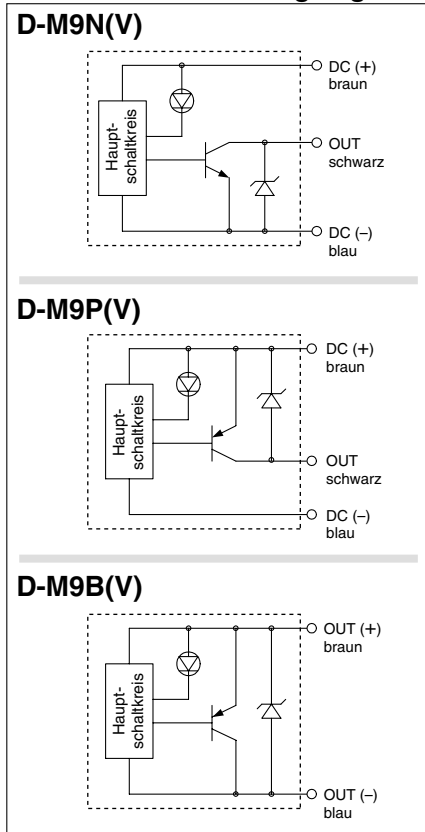 D-M9N(V)
DC (+)
braun
Haupt-
schaltkreis
OUT
schwarz
DC (–)
blau
D-M9P(V)
DC (+)
braun
Haupt-
schaltkreis
OUT
schwarz
DC (–)
blau
D-M9B(V)
OUT (+)
braun
Haupt-
schaltkreis
OUT (–)
blau